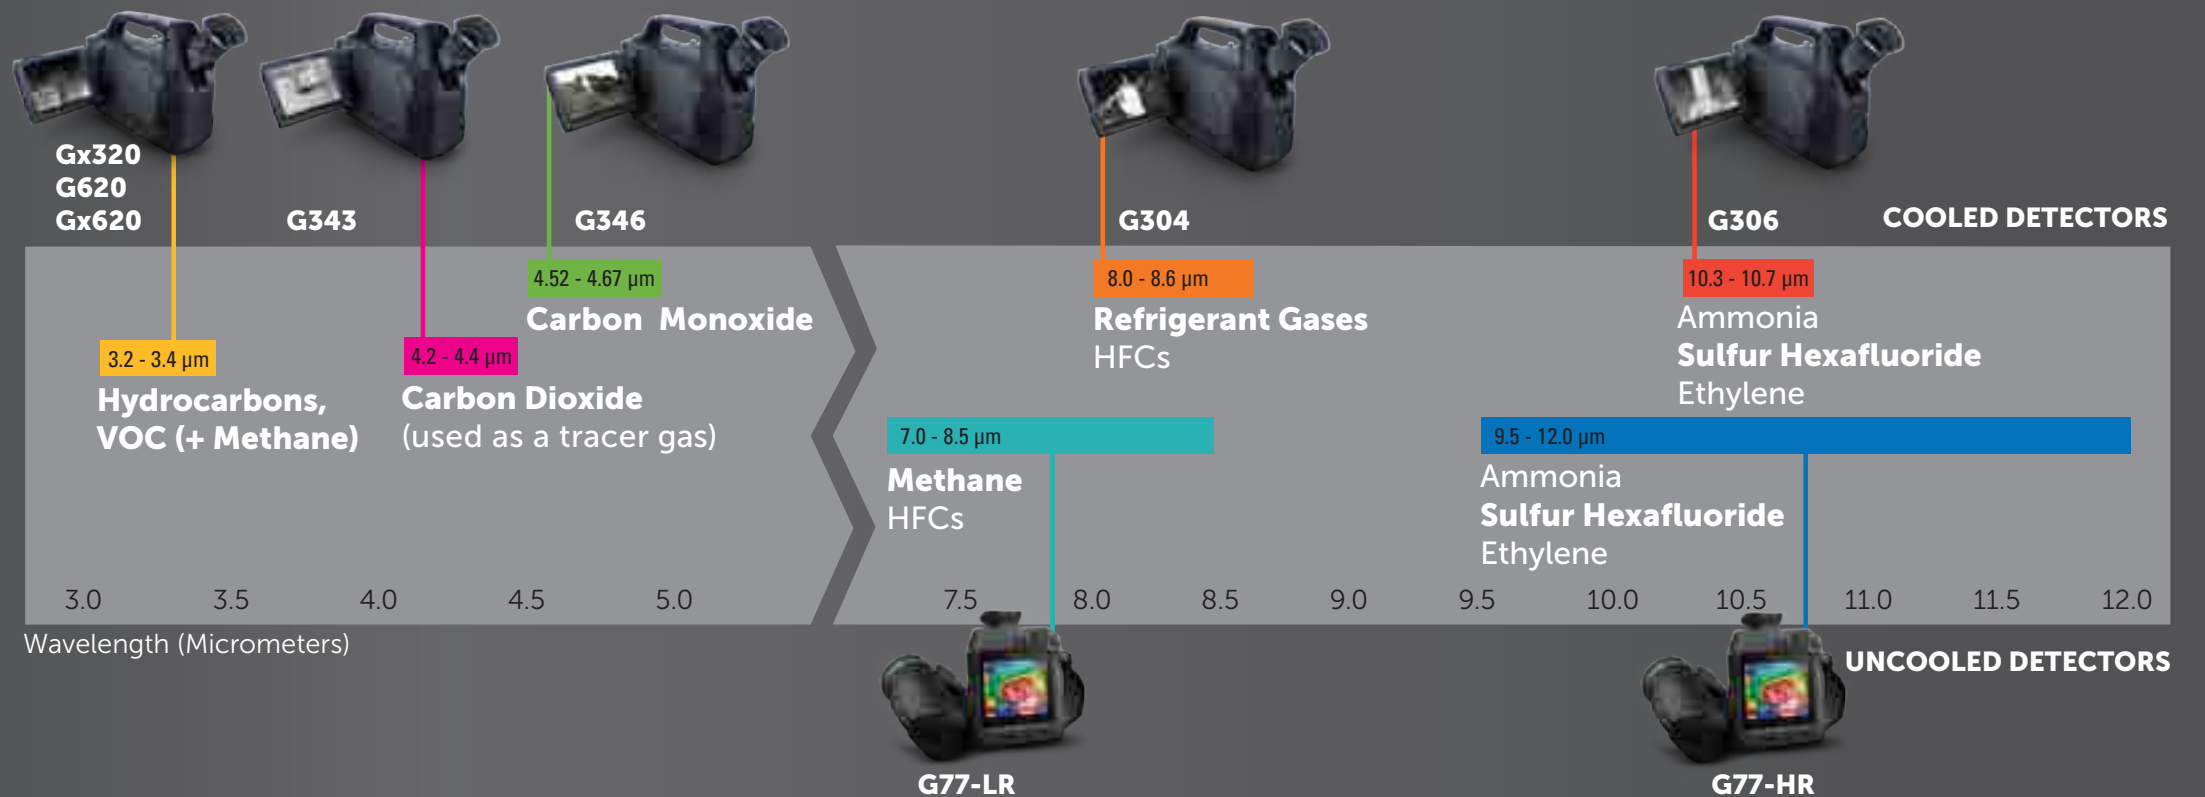 Gx320
G620
Gx620
G343
G346
G304
G306
COOLED DETECTORS
4.52 - 4.67 µm
Carbon Monoxide
3.2 - 3.4 µm
Hydrocarbons,
VOC (+ Methane)
4.2 - 4.4 µm
Carbon Dioxide
(used as a tracer gas)
8.0 - 8.6 µm
Refrigerant Gases
HFCs
10.3 - 10.7 µm
Ammonia
Sulfur Hexafluoride
Ethylene
7.0 - 8.5 µm
Methane
HFCs
9.5 - 12.0 µm
Ammonia
Sulfur Hexafluoride
Ethylene
3.0 3.5 4.0 4.5 5.0 7.5 8.0 8.5 9.0 9.5 10.0 10.5 11.0 11.5 12.0
Wavelength (Micrometers)
UNCOOLED DETECTORS
G77-LR
G77-HR